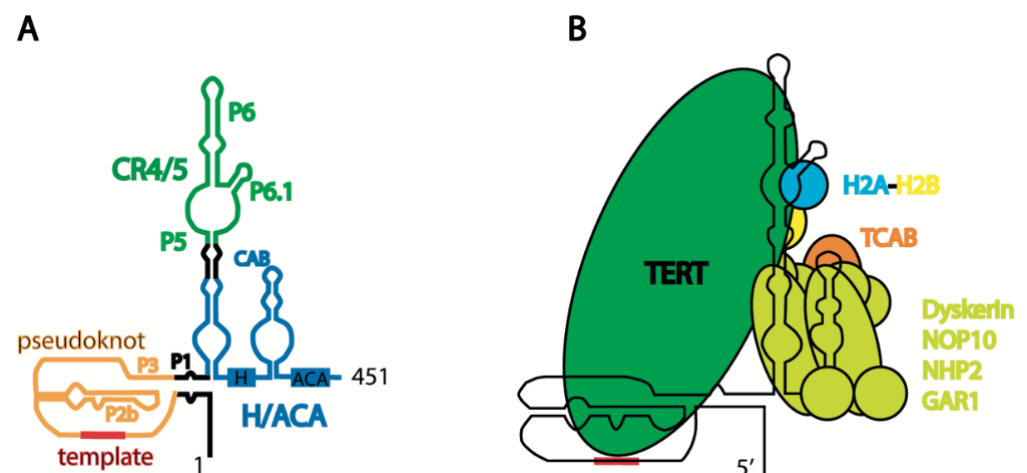 A
P6
CR4/5
P6.1
P5
CAB
pseudoknot
P3
P1
H
ACA
451
P2b
H/ACA
template
1
B
H2A-H2B
TCAB
TERT
Dyskerin
NOP10
NHP2
GAR1
5'